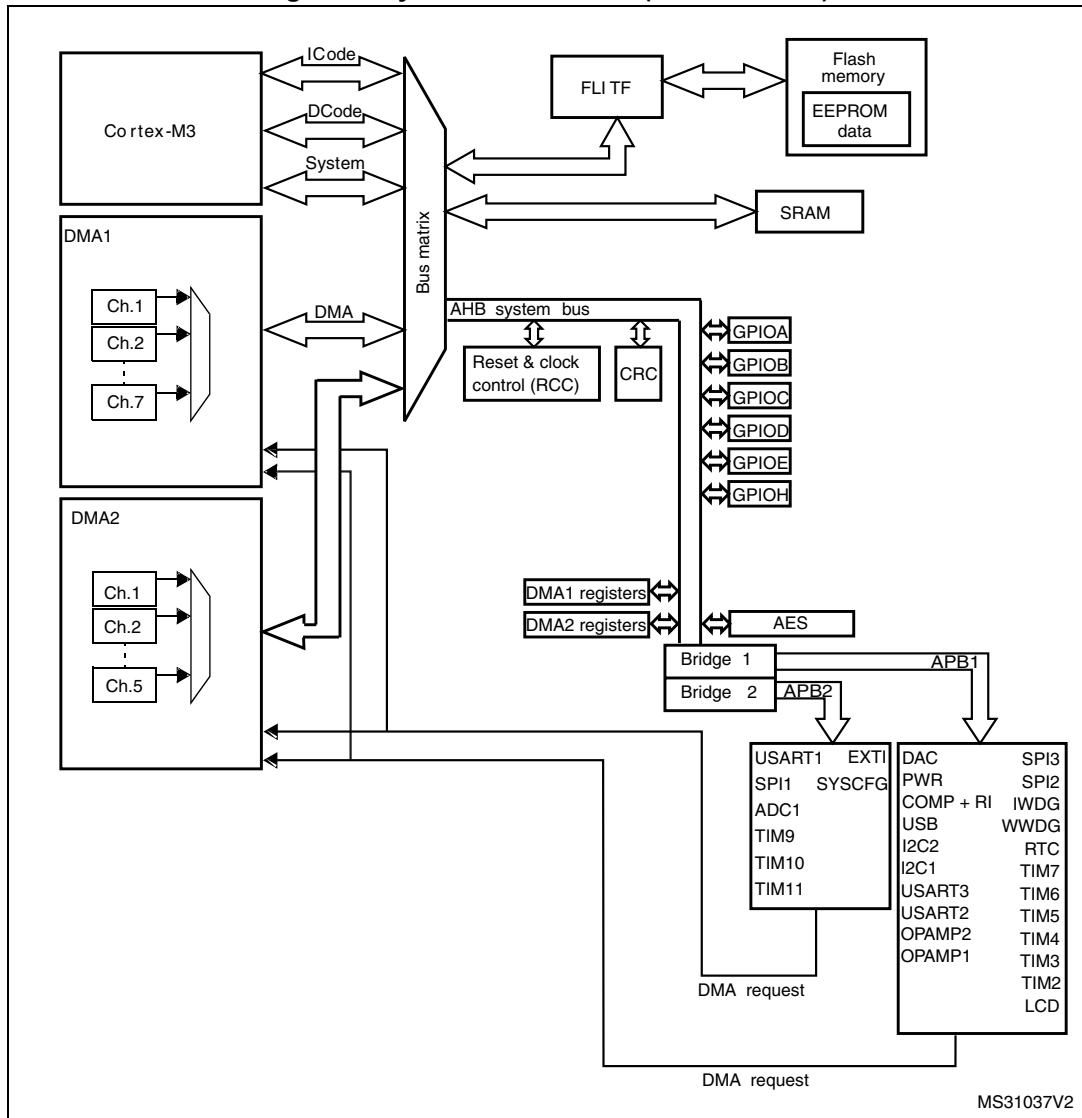 ICode
Cortex-M3
DCode
System
FLITF
Flash
memory
EEPROM
data
SRAM
Bus matrix
DMA1
Ch.1
Ch.2
Ch.7
DMA
AHB system bus
Reset & clock
control (RCC)
CRC
GPIOA
GPIOB
GPIOC
GPIOD
GPIOE
GPIOH
DMA2
Ch.1
Ch.2
Ch.5
DMA1 registers
DMA2 registers
AES
Bridge 1
Bridge 2
APB1
APB2
USART1 EXTI
SPI1 SYSCFG
ADC1
TIM9
TIM10
TIM11
DAC SPI3
PWR SPI2
COMP + RI IWDG
USB WWDG
I2C2 RTC
I2C1 TIM7
USART3 TIM6
USART2 TIM5
OPAMP2 TIM4
OPAMP1 TIM3
TIM2
LCD
DMA request
DMA request
MS31037V2